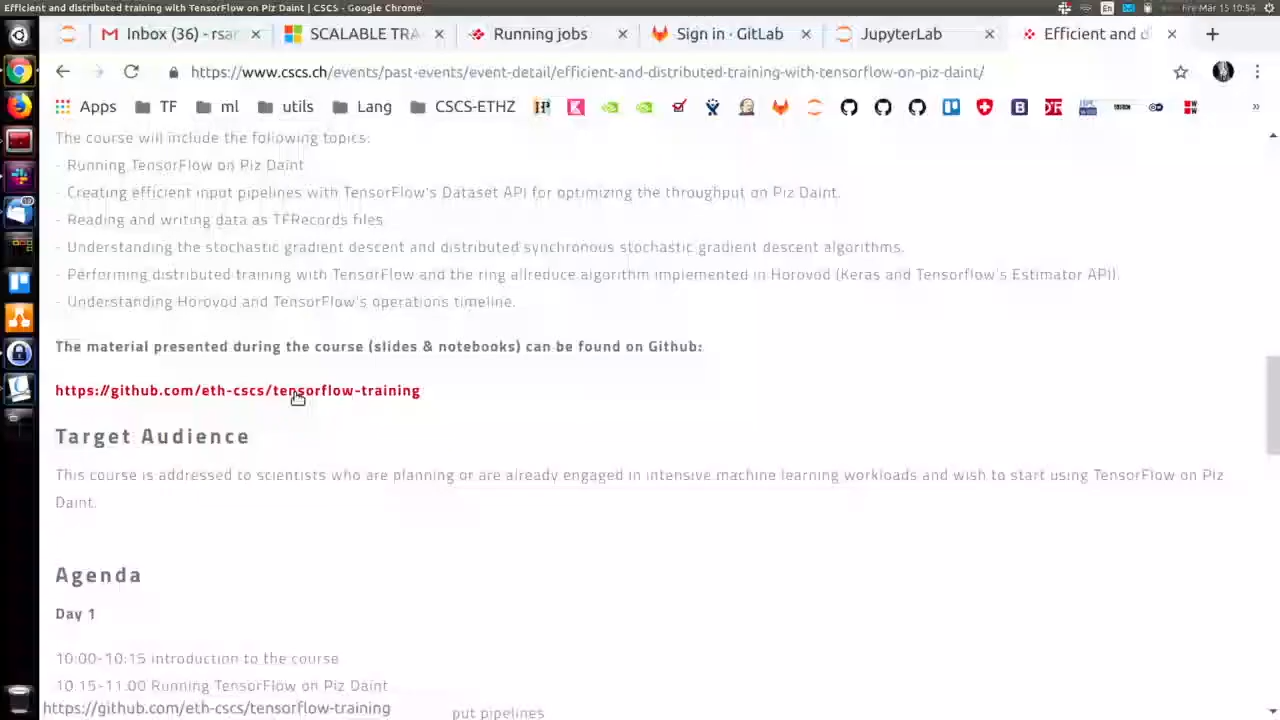 Efficient and distributed training with TensorFlow on Piz Daint | CSCS - Google Chrome
En
Fri Mar 15 10:54
Inbox (36) - rsar
SCALABLE TRA
Running jobs
Sign in · GitLab
JupyterLab
Efficient and d
https://www.cscs.ch/events/past-events/event-detail/efficient-and-distributed-training-with-tensorflow-on-piz-daint/
Apps
TF
ml
utils
Lang
CSCS-ETHZ
The course will include the following topics:
- Running TensorFlow on Piz Daint
- Creating efficient input pipelines with TensorFlow's Dataset API for optimizing the throughput on Piz Daint.
- Reading and writing data as TFRecords files
- Understanding the stochastic gradient descent and distributed synchronous stochastic gradient descent algorithms.
- Performing distributed training with TensorFlow and the ring allreduce algorithm implemented in Horovod (Keras and Tensorflow's Estimator API).
- Understanding Horovod and TensorFlow's operations timeline.
The material presented during the course (slides & notebooks) can be found on Github:
https://github.com/eth-cscs/tensorflow-training
Target Audience
This course is addressed to scientists who are planning or are already engaged in intensive machine learning workloads and wish to start using TensorFlow on Piz
Daint.
Agenda
Day 1
10:00-10:15 Introduction to the course
10:15-11:00 Running TensorFlow on Piz Daint
https://github.com/eth-cscs/tensorflow-training
put pipelines